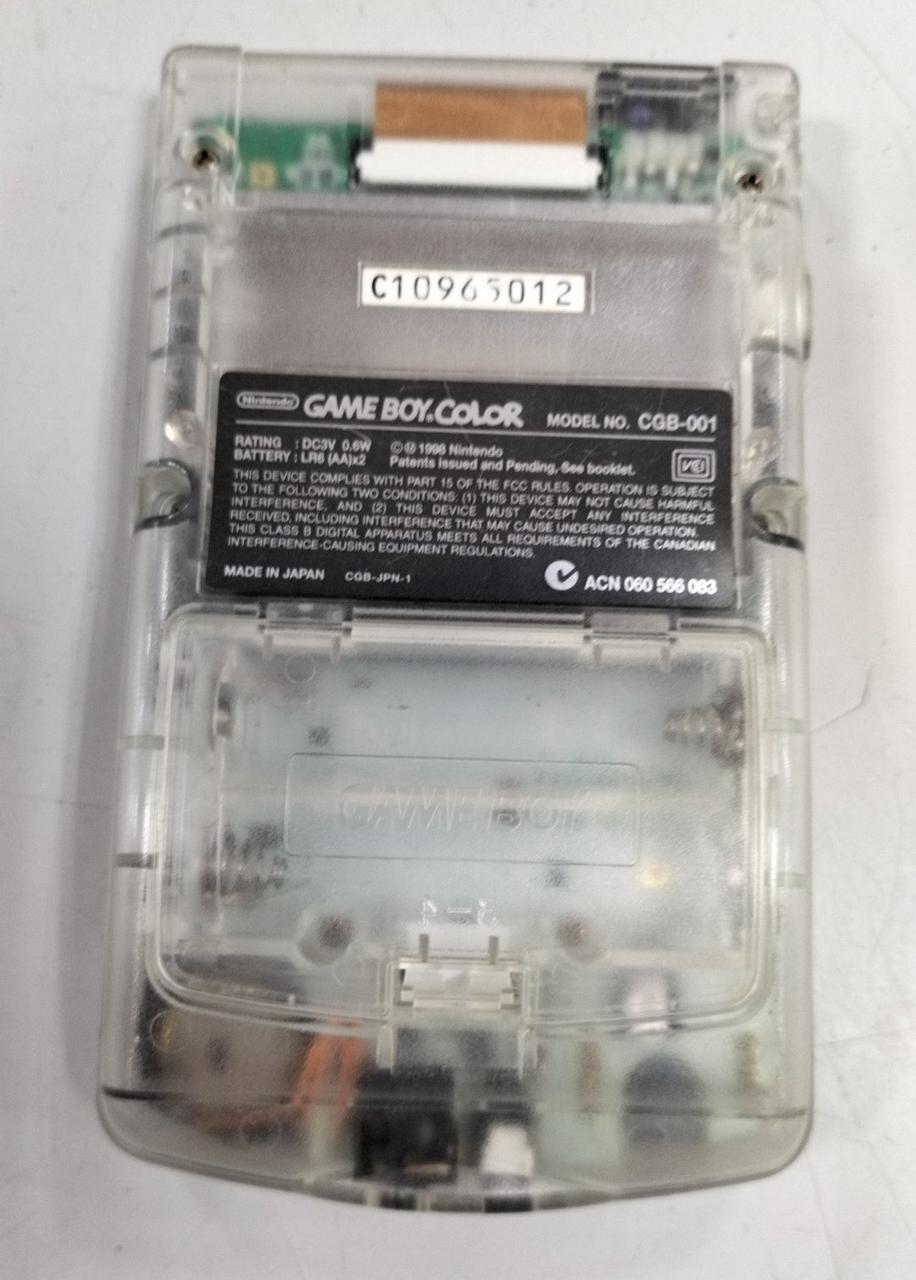 C10965012
Nintendo GAME BOY COLOR MODEL NO. CGB-001
RATING : DC3V 0.6W © Ⓜ 1998 Nintendo
BATTERY : LR6 (AA)x2 Patents Issued and Pending, See booklet.
VCI
THIS DEVICE COMPLIES WITH PART 15 OF THE FCC RULES. OPERATION IS SUBJECT
TO THE FOLLOWING TWO CONDITIONS: (1) THIS DEVICE MAY NOT CAUSE HARMFUL
INTERFERENCE, AND (2) THIS DEVICE MUST ACCEPT ANY INTERFERENCE
RECEIVED, INCLUDING INTERFERENCE THAT MAY CAUSE UNDESIRED OPERATION.
THIS CLASS B DIGITAL APPARATUS MEETS ALL REQUIREMENTS OF THE CANADIAN
INTERFERENCE-CAUSING EQUIPMENT REGULATIONS.
MADE IN JAPAN CGB-JPN-1 ACN 060 566 083
GAME BOY